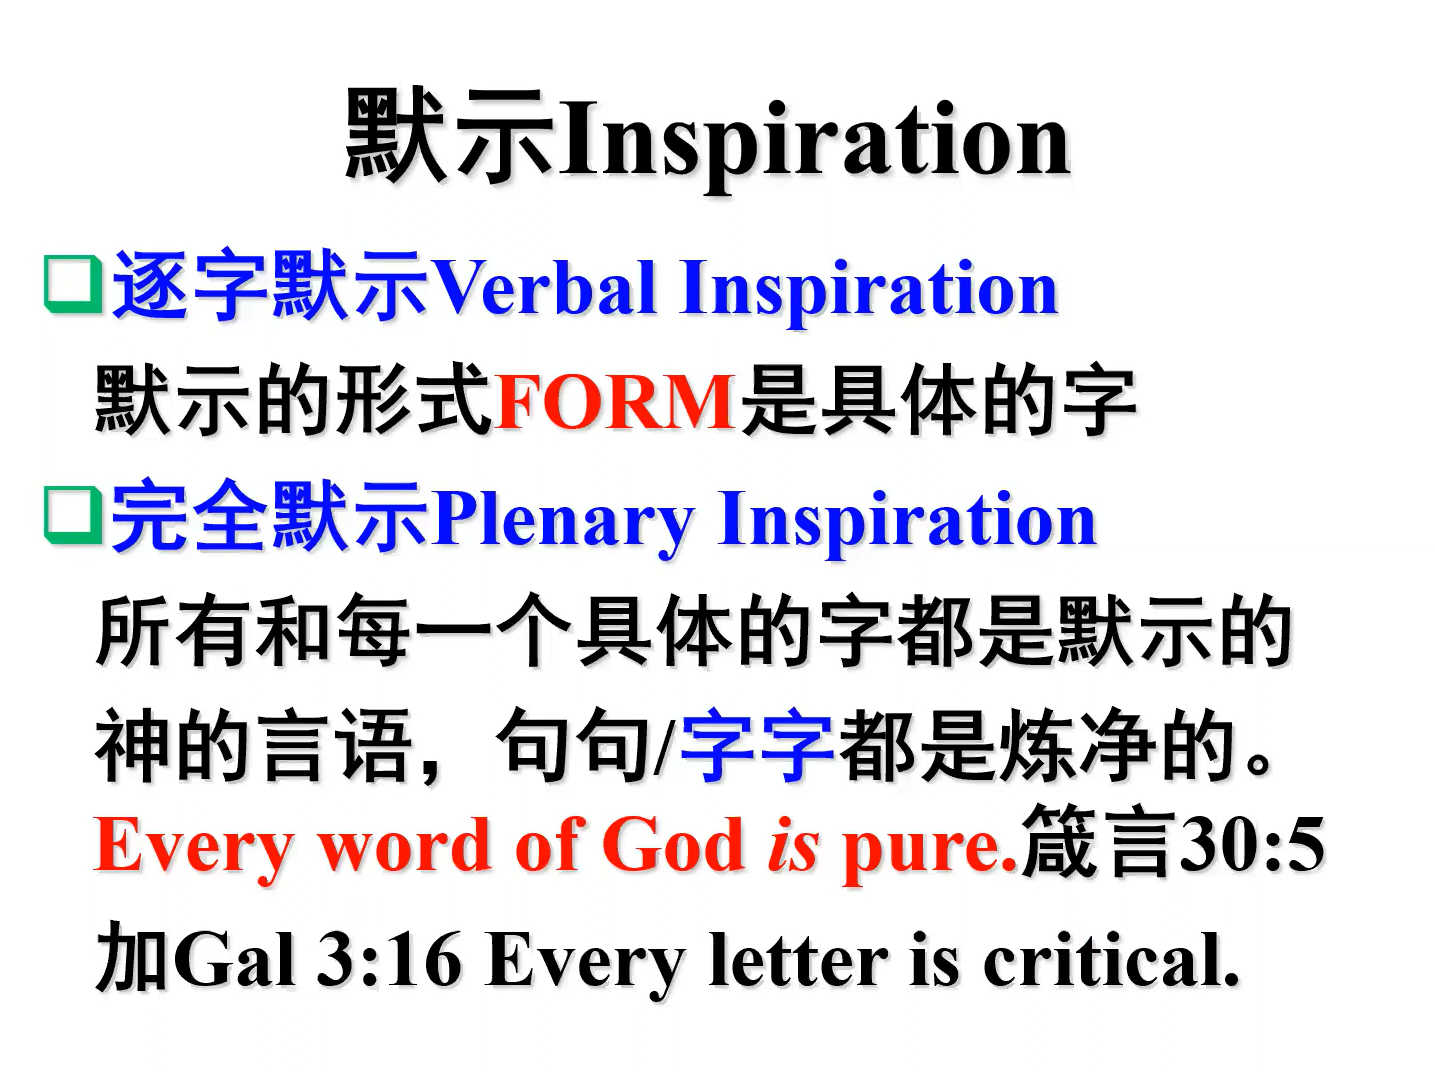 默示Inspiration
逐字默示Verbal Inspiration
默示的形式FORM是具体的字
完全默示Plenary Inspiration
所有和每一个具体的字都是默示的
神的言语，句句/字字都是炼净的。
Every word of God is pure.箴言30:5
加Gal 3:16 Every letter is critical.